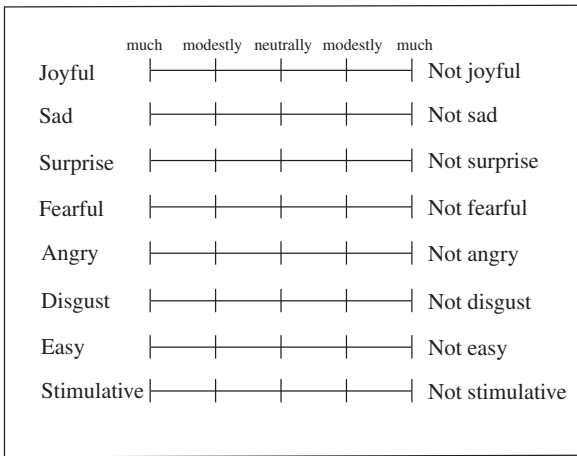 much modestly neutrally modestly much
Joyful Not joyful
Sad Not sad
Surprise Not surprise
Fearful Not fearful
Angry Not angry
Disgust Not disgust
Easy Not easy
Stimulative Not stimulative